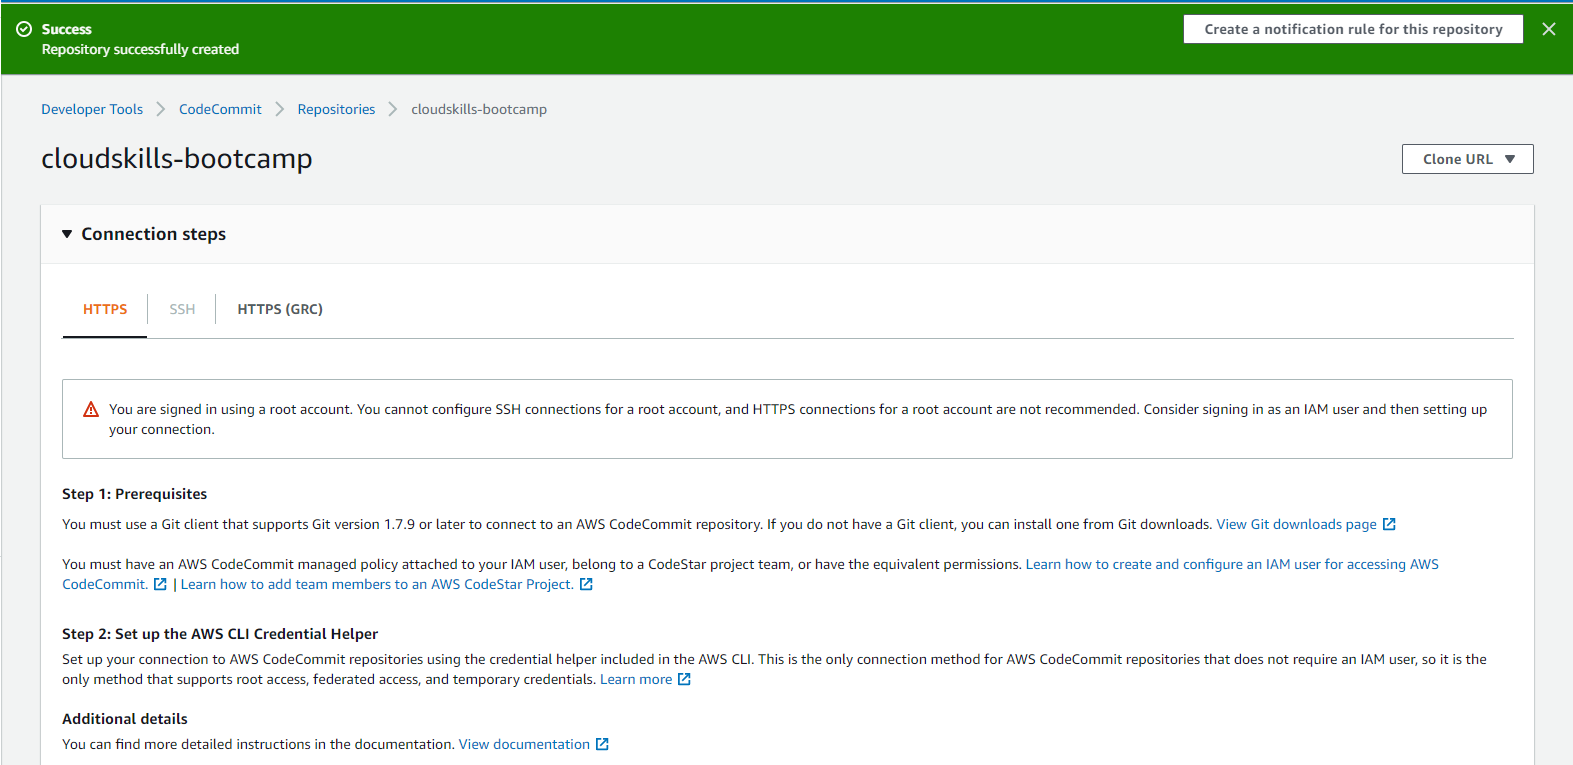 Success
Repository successfully created
Create a notification rule for this repository
Developer Tools
CodeCommit
Repositories
cloudskills-bootcamp
cloudskills-bootcamp
Clone URL
Connection steps
HTTPS
SSH
HTTPS (GRC)
You are signed in using a root account. You cannot configure SSH connections for a root account, and HTTPS connections for a root account are not recommended. Consider signing in as an IAM user and then setting up
your connection.
Step 1: Prerequisites
You must use a Git client that supports Git version 1.7.9 or later to connect to an AWS CodeCommit repository. If you do not have a Git client, you can install one from Git downloads. View Git downloads page
You must have an AWS CodeCommit managed policy attached to your IAM user, belong to a CodeStar project team, or have the equivalent permissions. Learn how to create and configure an IAM user for accessing AWS
CodeCommit. | Learn how to add team members to an AWS CodeStar Project.
Step 2: Set up the AWS CLI Credential Helper
Set up your connection to AWS CodeCommit repositories using the credential helper included in the AWS CLI. This is the only connection method for AWS CodeCommit repositories that does not require an IAM user, so it is the
only method that supports root access, federated access, and temporary credentials. Learn more
Additional details
You can find more detailed instructions in the documentation. View documentation